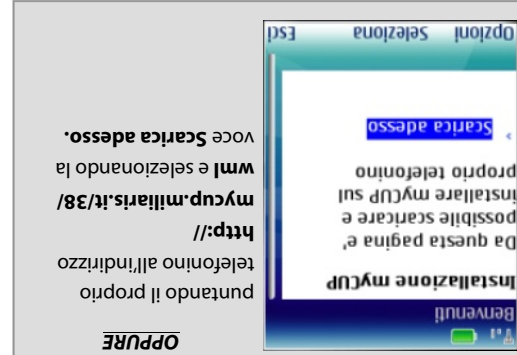 Benvenuti
Installazione myCUP
Da questa pagina e'
possibile scaricare e
installare myCUP sul
proprio telefonino
Scarica adesso
Opzioni Seleziona Esci
OPPURE
puntando il proprio
telefonino all'indirizzo
http://
mycup.miliaris.it/38/
wml e selezionando la
voce Scarica adesso.